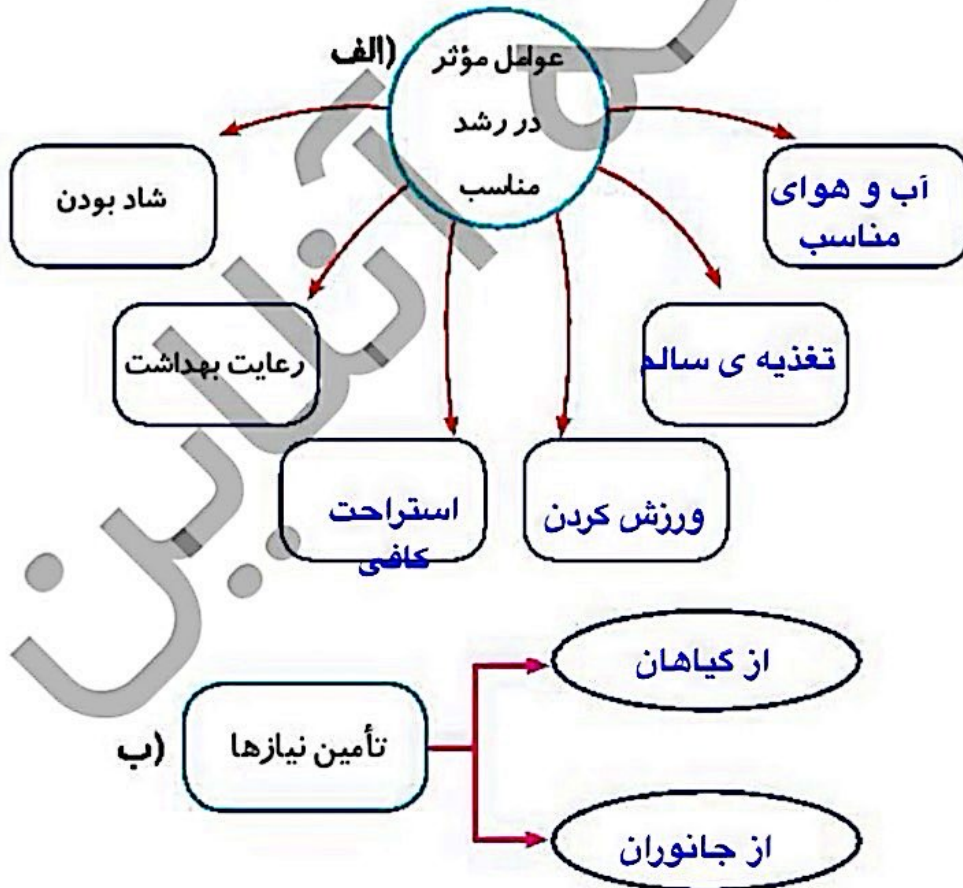 الف)
عوامل مؤثر
در رشد
مناسب
آب و هوای
مناسب
تغذیه ی سالم
ورزش کردن
استراحت
کافی
رعایت بهداشت
شاد بودن
ب)
تأمین نیازها
از گیاهان
از جانوران